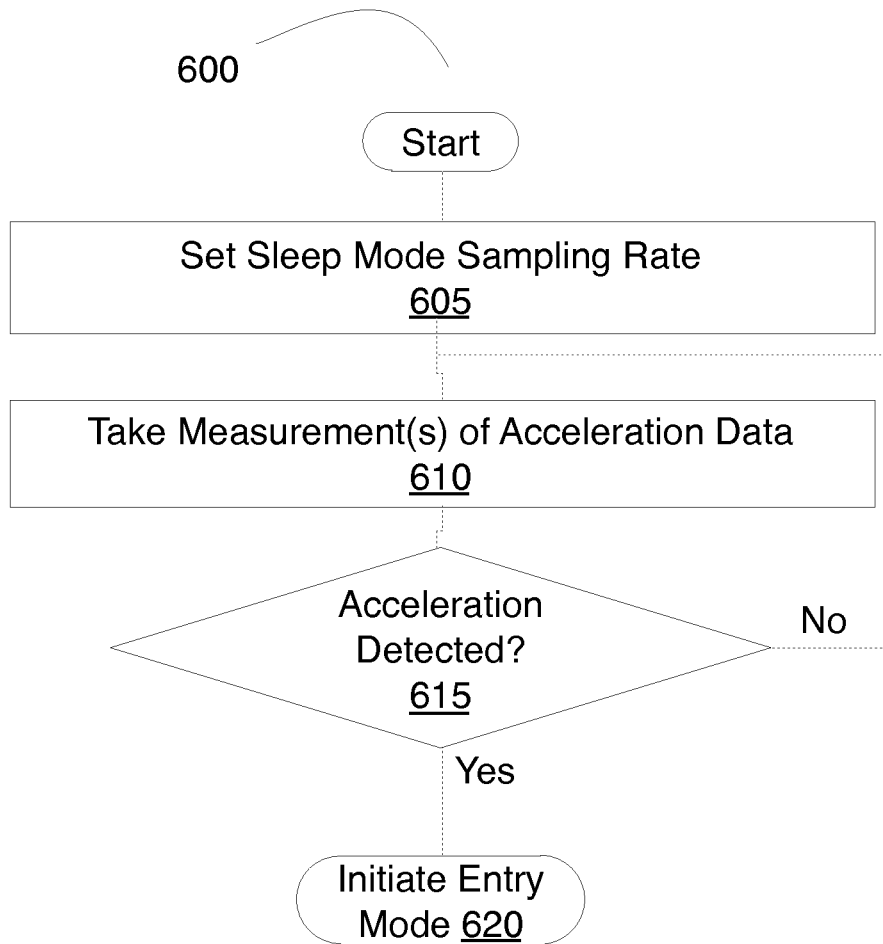 600
Start
Set Sleep Mode Sampling Rate
605
Take Measurement(s) of Acceleration Data
610
Acceleration
Detected?
615
No
Yes
Initiate Entry
Mode 620